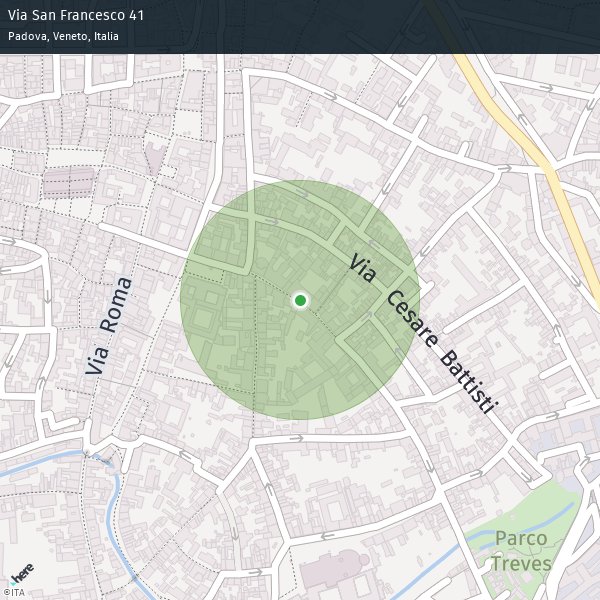 Via San Francesco 41
Padova, Veneto, Italia
Via Cesare Battisti
Via Roma
Parco
Treves
here
©ITA